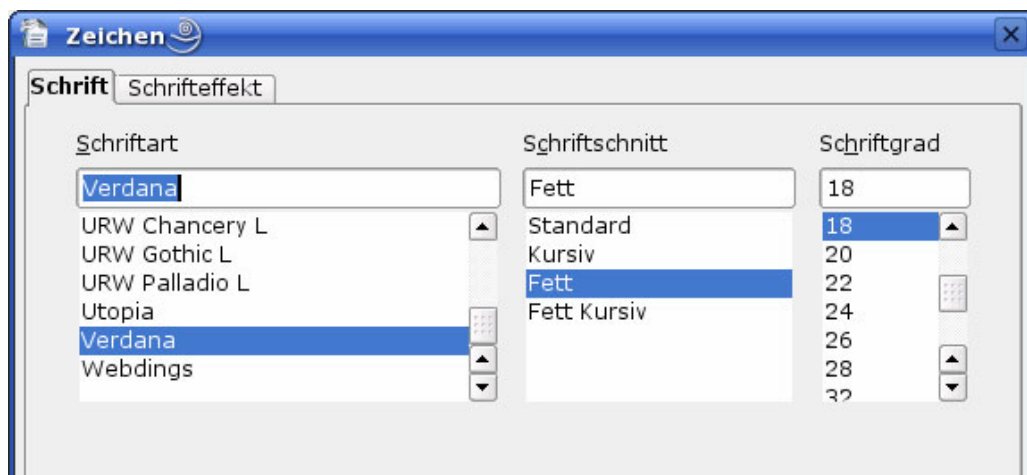 Zeichen
Schrift Schrifteffekt
Schriftart
Verdana
URW Chancery L
URW Gothic L
URW Palladio L
Utopia
Verdana
Webdings
Schriftschnitt
Fett
Standard
Kursiv
Fett
Fett Kursiv
Schriftgrad
18
18
20
22
24
26
28
32